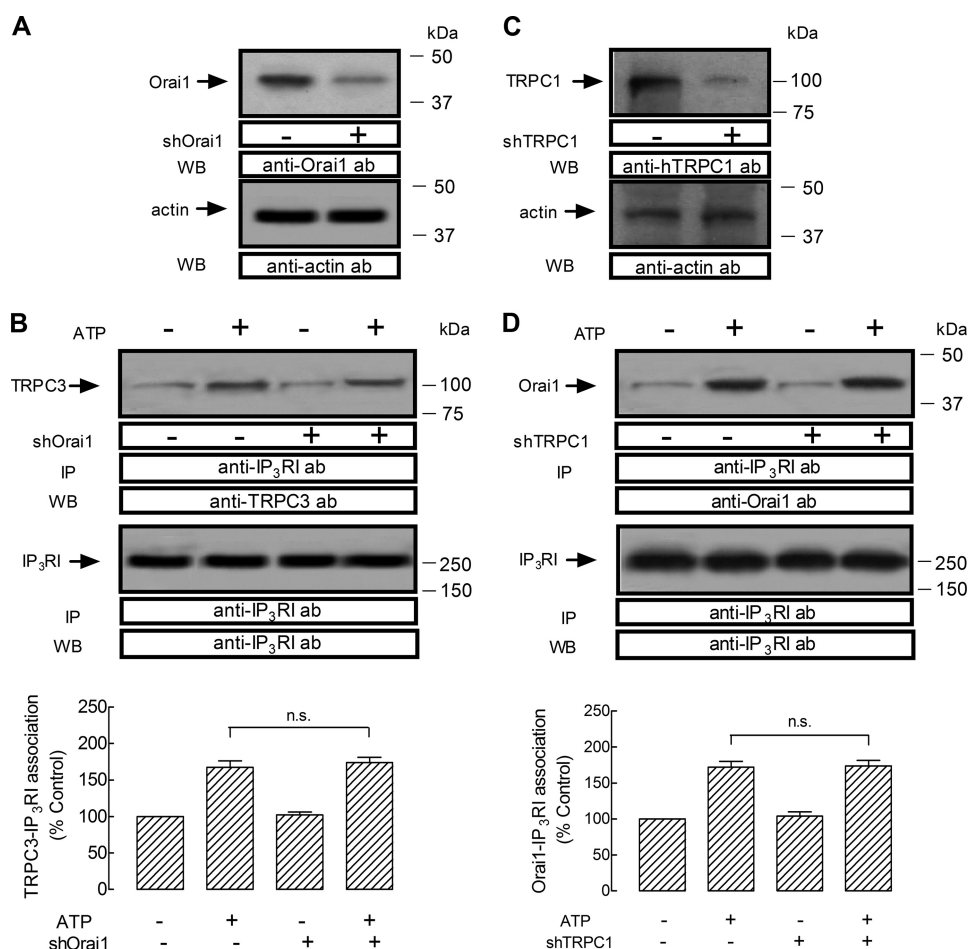 A
kDa
50
Orai1
37
shOrai1 - +
WB anti-Orai1 ab
50
actin
37
WB anti-actin ab
C
kDa
TRPC1 100
75
shTRPC1 - +
WB anti-hTRPC1 ab
50
actin
37
WB anti-actin ab
B
ATP - + - + kDa
TRPC3 100
75
shOrai1 - - + +
IP anti-IP3RI ab
WB anti-TRPC3 ab
IP3RI 250
150
IP anti-IP3RI ab
WB anti-IP3RI ab
TRPC3-IP3RI association
(% Control)
250
200
150
100
50
0
n.s.
ATP - + - +
shOrai1 - - + +
D
ATP - + - + kDa
50
Orai1
37
shTRPC1 - - + +
IP anti-IP3RI ab
WB anti-Orai1 ab
IP3RI 250
150
IP anti-IP3RI ab
WB anti-IP3RI ab
Orai1-IP3RI association
(% Control)
250
200
150
100
50
0
n.s.
ATP - + - +
shTRPC1 - - + +